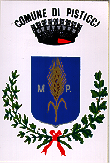 COMUNE DI PISTICCI
M P.